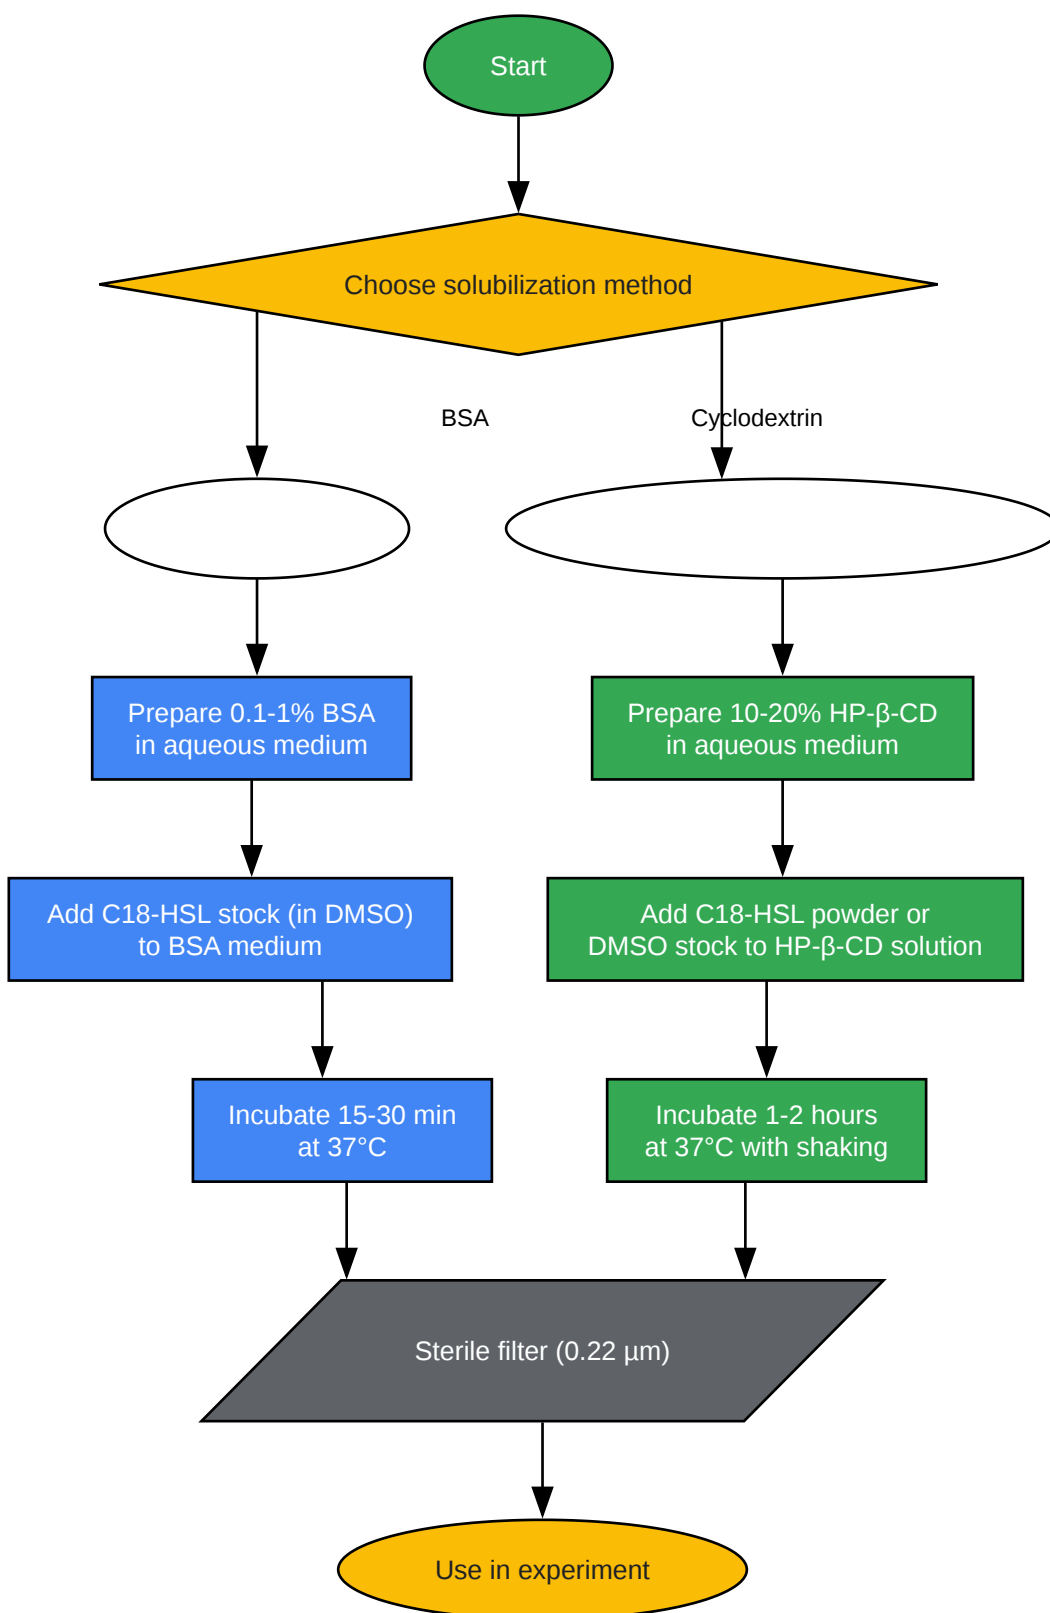 Start
Choose solubilization method
BSA
Cyclodextrin
Prepare 0.1-1% BSA
in aqueous medium
Prepare 10-20% HP-β-CD
in aqueous medium
Add C18-HSL stock (in DMSO)
to BSA medium
Add C18-HSL powder or
DMSO stock to HP-β-CD solution
Incubate 15-30 min
at 37°C
Incubate 1-2 hours
at 37°C with shaking
Sterile filter (0.22 µm)
Use in experiment